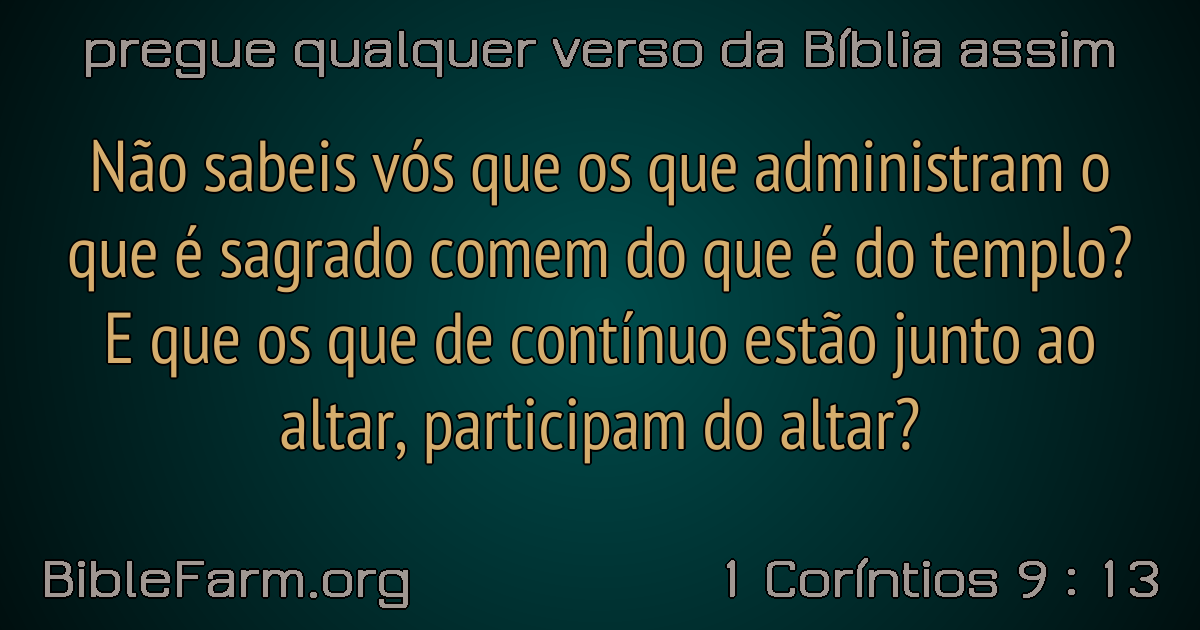 pregue qualquer verso da Bíblia assim
Não sabeis vós que os que administram o
que é sagrado comem do que é do templo?
E que os que de contínuo estão junto ao
altar, participam do altar?
BibleFarm.org
1 Coríntios 9 : 13